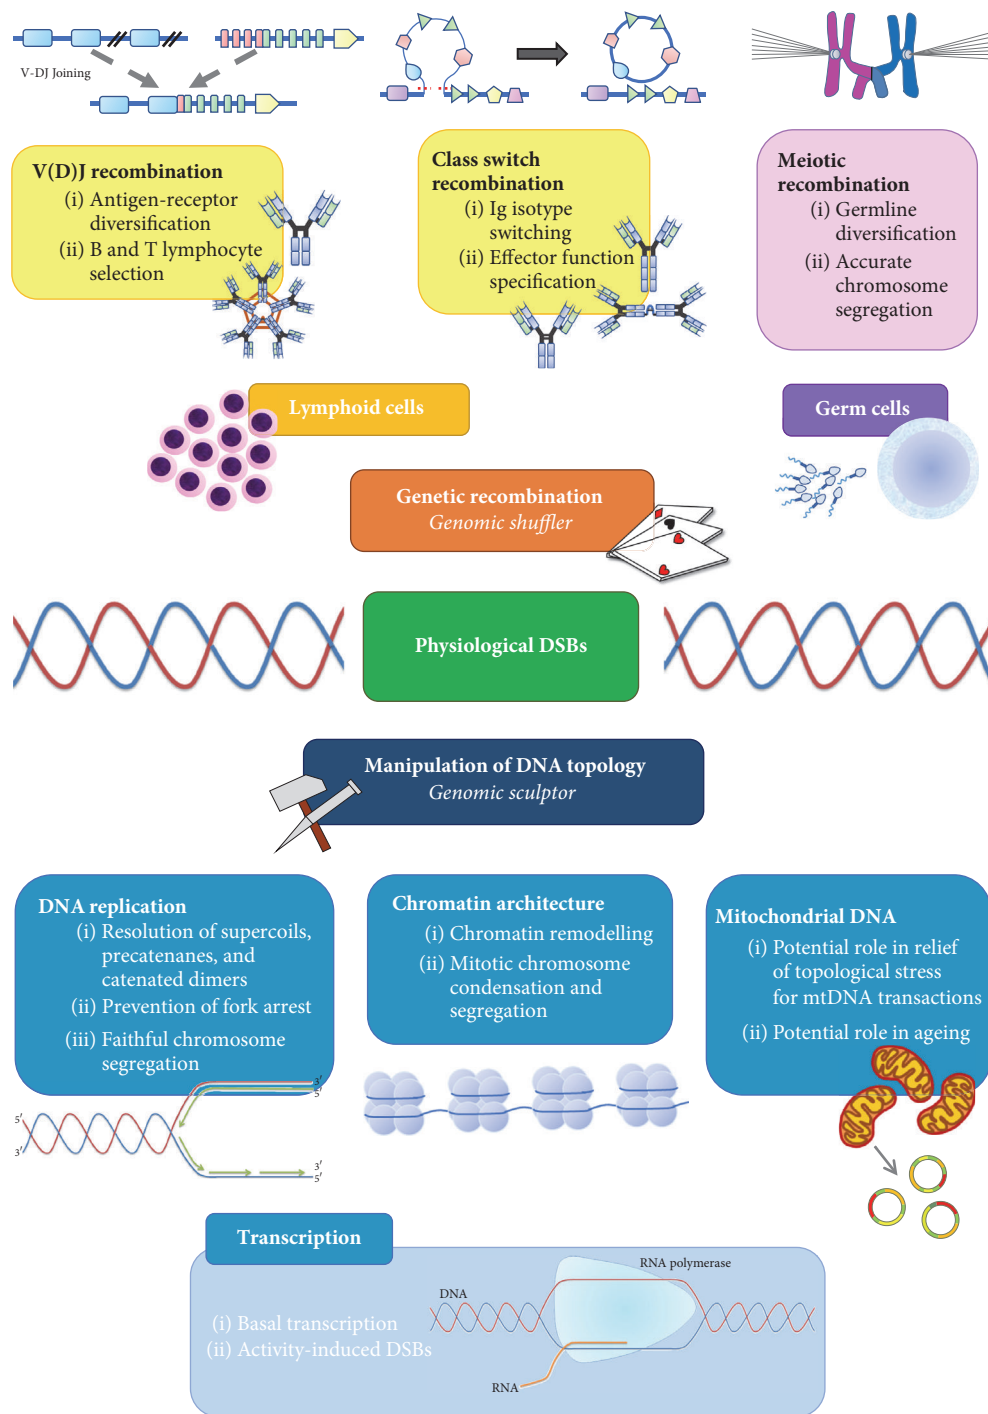 V-DJ Joining
V(D)J recombination
(i) Antigen-receptor
diversification
(ii) B and T lymphocyte
selection
Class switch
recombination
(i) Ig isotype
switching
(ii) Effector function
specification
Meiotic
recombination
(i) Germline
diversification
(ii) Accurate
chromosome
segregation
Lymphoid cells
Germ cells
Genetic recombination
Genomic shuffler
Physiological DSBs
Manipulation of DNA topology
Genomic sculptor
DNA replication
(i) Resolution of supercoils,
precatenanes, and
catenated dimers
(ii) Prevention of fork arrest
(iii) Faithful chromosome
segregation
Chromatin architecture
(i) Chromatin remodelling
(ii) Mitotic chromosome
condensation and
segregation
Mitochondrial DNA
(i) Potential role in relief
of topological stress
for mtDNA transactions
(ii) Potential role in ageing
3′
5′
5′
3′
3′
5′
Transcription
(i) Basal transcription
(ii) Activity-induced DSBs
RNA polymerase
DNA
RNA